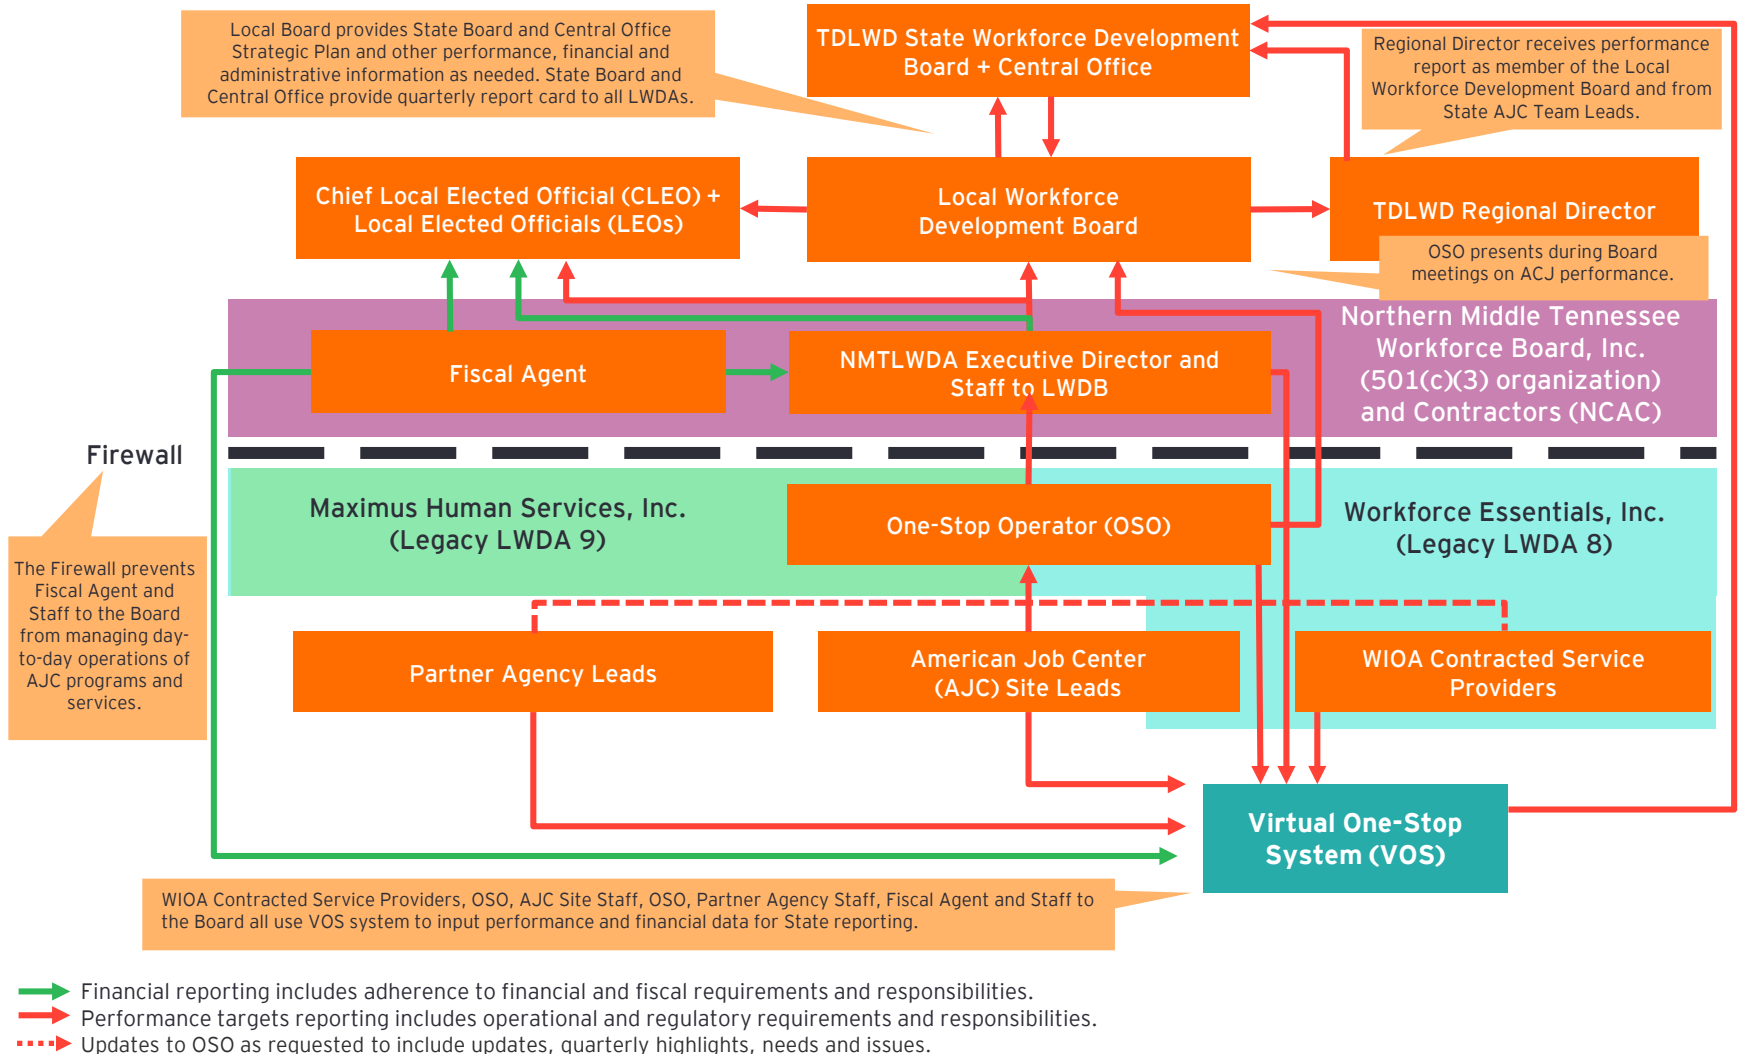 Local Board provides State Board and Central Office
Strategic Plan and other performance, financial and
administrative information as needed. State Board and
Central Office provide quarterly report card to all LWDAs.
TDLWD State Workforce Development
Board + Central Office
Regional Director receives performance
report as member of the Local
Workforce Development Board and from
State AJC Team Leads.
Chief Local Elected Official (CLEO) +
Local Elected Officials (LEOs)
Local Workforce
Development Board
TDLWD Regional Director
OSO presents during Board
meetings on ACJ performance.
Northern Middle Tennessee
Workforce Board, Inc.
(501(c)(3) organization)
and Contractors (NCAC)
Fiscal Agent
NMTLWDA Executive Director and
Staff to LWDB
Firewall
The Firewall prevents
Fiscal Agent and
Staff to the Board
from managing day-
to-day operations of
AJC programs and
services.
Maximus Human Services, Inc.
(Legacy LWDA 9)
One-Stop Operator (OSO)
Workforce Essentials, Inc.
(Legacy LWDA 8)
Partner Agency Leads
American Job Center
(AJC) Site Leads
WIOA Contracted Service
Providers
Virtual One-Stop
System (VOS)
WIOA Contracted Service Providers, OSO, AJC Site Staff, OSO, Partner Agency Staff, Fiscal Agent and Staff to
the Board all use VOS system to input performance and financial data for State reporting.
Financial reporting includes adherence to financial and fiscal requirements and responsibilities.
Performance targets reporting includes operational and regulatory requirements and responsibilities.
Updates to OSO as requested to include updates, quarterly highlights, needs and issues.